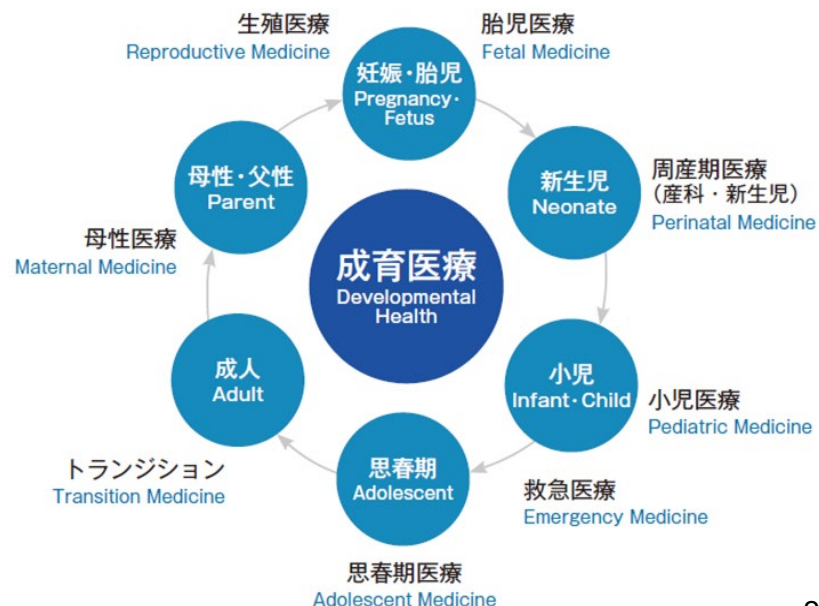 生殖医療
Reproductive Medicine
胎児医療
Fetal Medicine
妊娠・胎児
Pregnancy・
Fetus
母性・父性
Parent
新生児
Neonate
周産期医療
（産科・新生児）
Perinatal Medicine
母性医療
Maternal Medicine
成育医療
Developmental
Health
成人
Adult
小児
Infant・Child
小児医療
Pediatric Medicine
トランジション
Transition Medicine
思春期
Adolescent
救急医療
Emergency Medicine
思春期医療
Adolescent Medicine